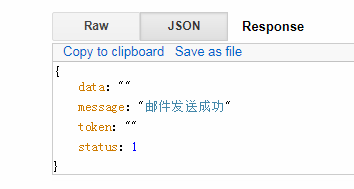 Raw JSON Response
Copy to clipboard Save as file
{
data: ""
message: "邮件发送成功"
token: ""
status: 1
}